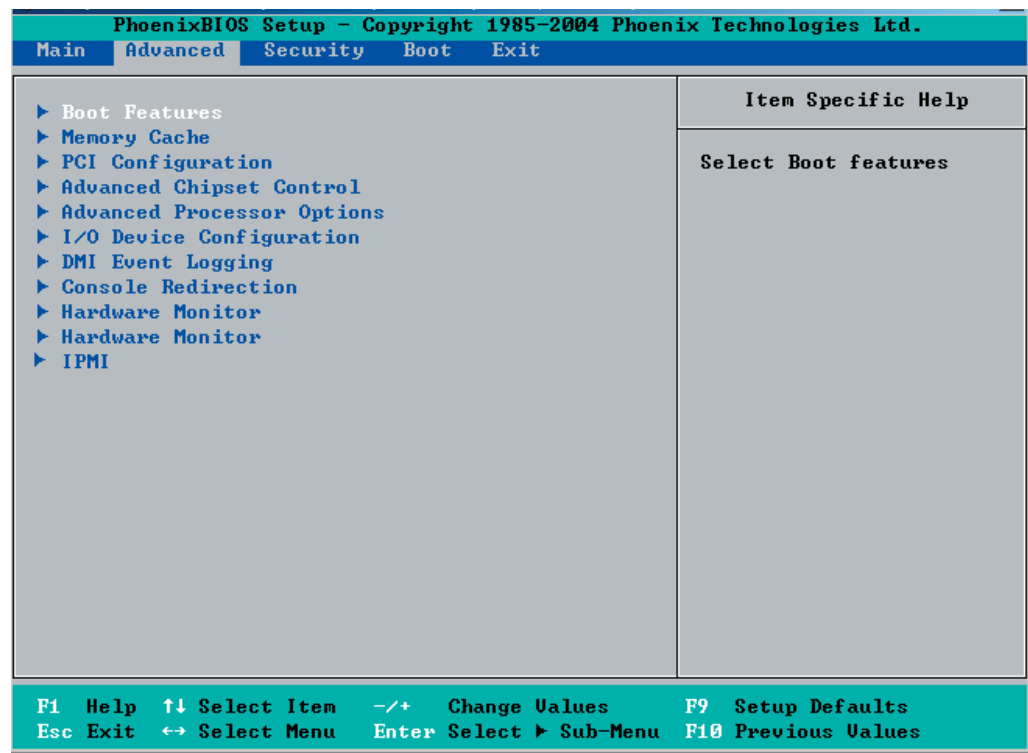 PhoenixBIOS Setup – Copyright 1985-2004 Phoenix Technologies Ltd.
Main Advanced Security Boot Exit
Item Specific Help
Boot Features
Memory Cache
PCI Configuration
Advanced Chipset Control
Advanced Processor Options
I/O Device Configuration
DMI Event Logging
Console Redirection
Hardware Monitor
Hardware Monitor
IPMI
Select Boot features
F1 Help ↑↓ Select Item -/+ Change Values F9 Setup Defaults
Esc Exit ↔ Select Menu Enter Select ▶ Sub-Menu F10 Previous Values